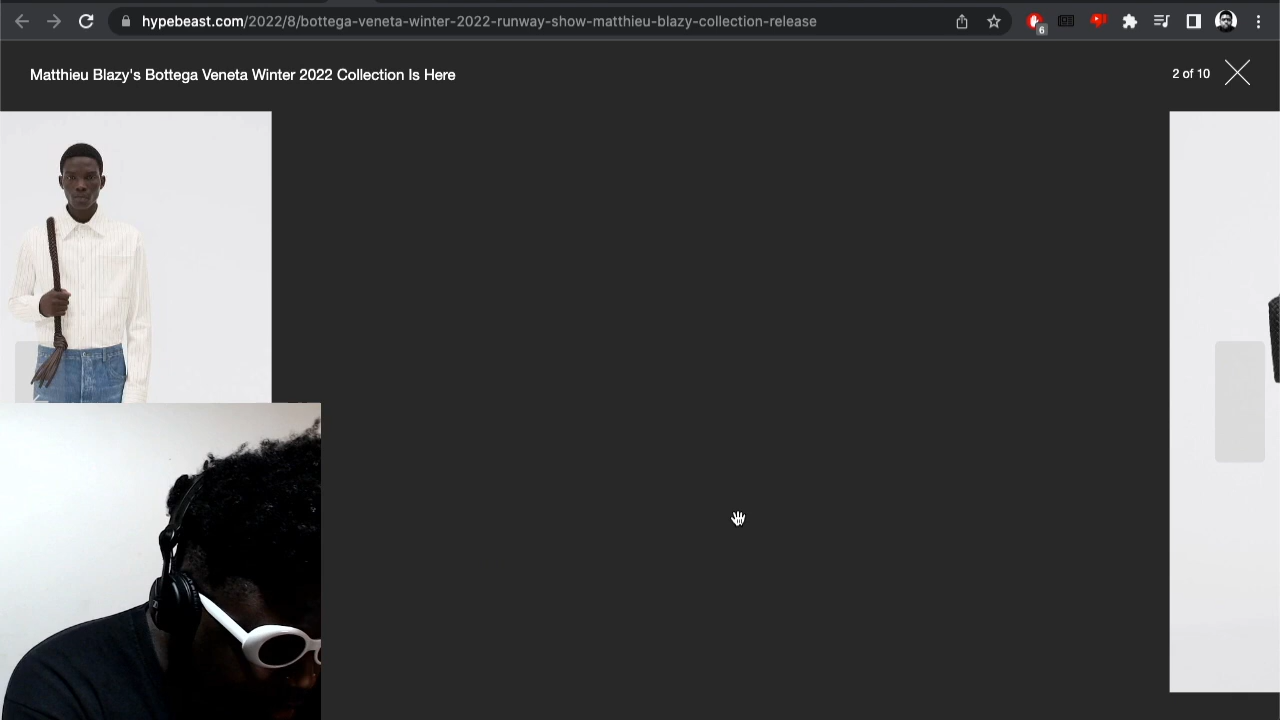 hypebeast.com/2022/8/bottega-veneta-winter-2022-runway-show-matthieu-blazy-collection-release
6
Matthieu Blazy's Bottega Veneta Winter 2022 Collection Is Here
2 of 10